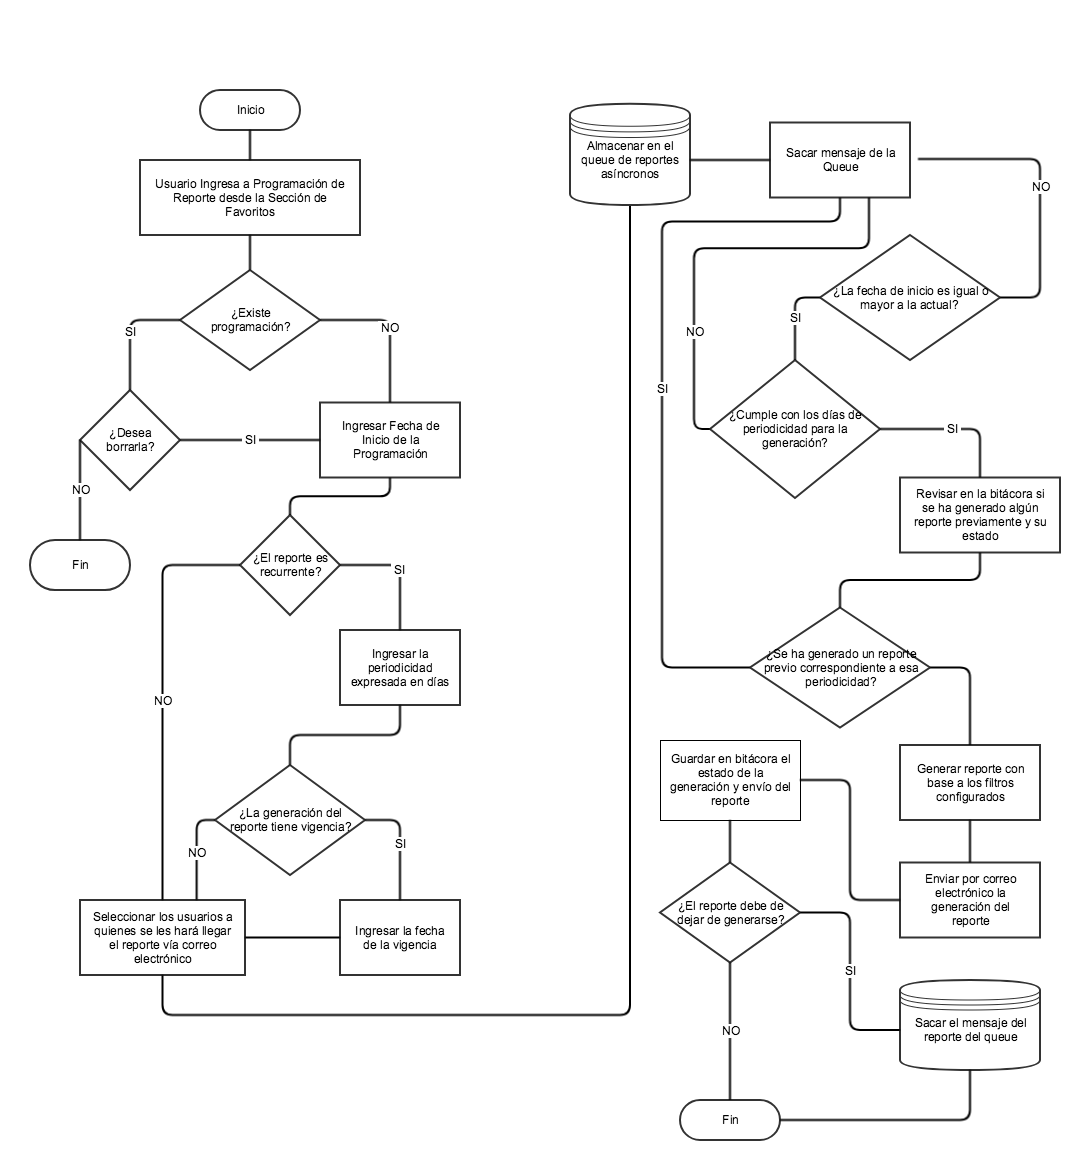 Inicio
Usuario Ingresa a Programación de
Reporte desde la Sección de
Favoritos
¿Existe
programación?
SI
NO
¿Desea
borrarla?
SI
NO
Fin
Ingresar Fecha de
Inicio de la
Programación
¿El reporte es
recurrente?
SI
NO
Ingresar la
periodicidad
expresada en días
¿La generación del
reporte tiene vigencia?
NO
SI
Seleccionar los usuarios a
quienes se les hará llegar
el reporte vía correo
electrónico
Ingresar la fecha
de la vigencia
Almacenar en el
queue de reportes
asíncronos
Sacar mensaje de la
Queue
NO
¿La fecha de inicio es igual o
mayor a la actual?
SI
NO
SI
¿Cumple con los días de
periodicidad para la
generación?
SI
Revisar en la bitácora si
se ha generado algún
reporte previamente y su
estado
¿Se ha generado un reporte
previo correspondiente a esa
periodicidad?
Generar reporte con
base a los filtros
configurados
Guardar en bitácora el
estado de la
generación y envío del
reporte
Enviar por correo
electrónico la
generación del
reporte
¿El reporte debe de
dejar de generarse?
SI
NO
Sacar el mensaje del
reporte del queue
Fin